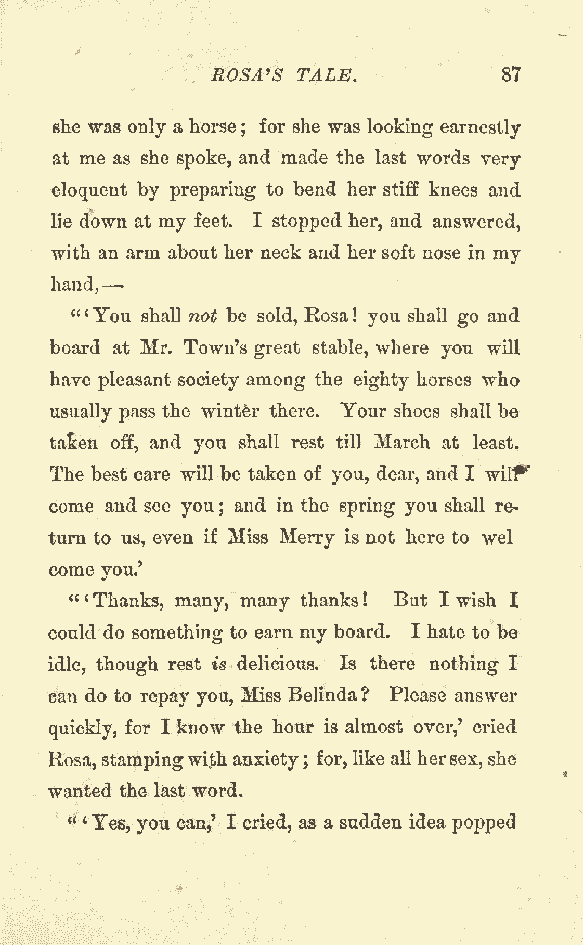 ROSA'S TALE. 87
she was only a horse; for she was looking earnestly
at me as she spoke, and made the last words very
eloquent by preparing to bend her stiff knees and
lie down at my feet. I stopped her, and answered,
with an arm about her neck and her soft nose in my
hand,—
"'You shall not be sold, Rosa! you shall go and
board at Mr. Town's great stable, where you will
have pleasant society among the eighty horses who
usually pass the winter there. Your shoes shall be
taken off, and you shall rest till March at least.
The best care will be taken of you, dear, and I will
come and see you; and in the spring you shall re-
turn to us, even if Miss Merry is not here to wel
come you.'
"'Thanks, many, many thanks! But I wish I
could do something to earn my board. I hate to be
idle, though rest is delicious. Is there nothing I
can do to repay you, Miss Belinda? Please answer
quickly, for I know the hour is almost over,' cried
Rosa, stamping with anxiety; for, like all her sex, she
wanted the last word.
"'Yes, you can,' I cried, as a sudden idea popped